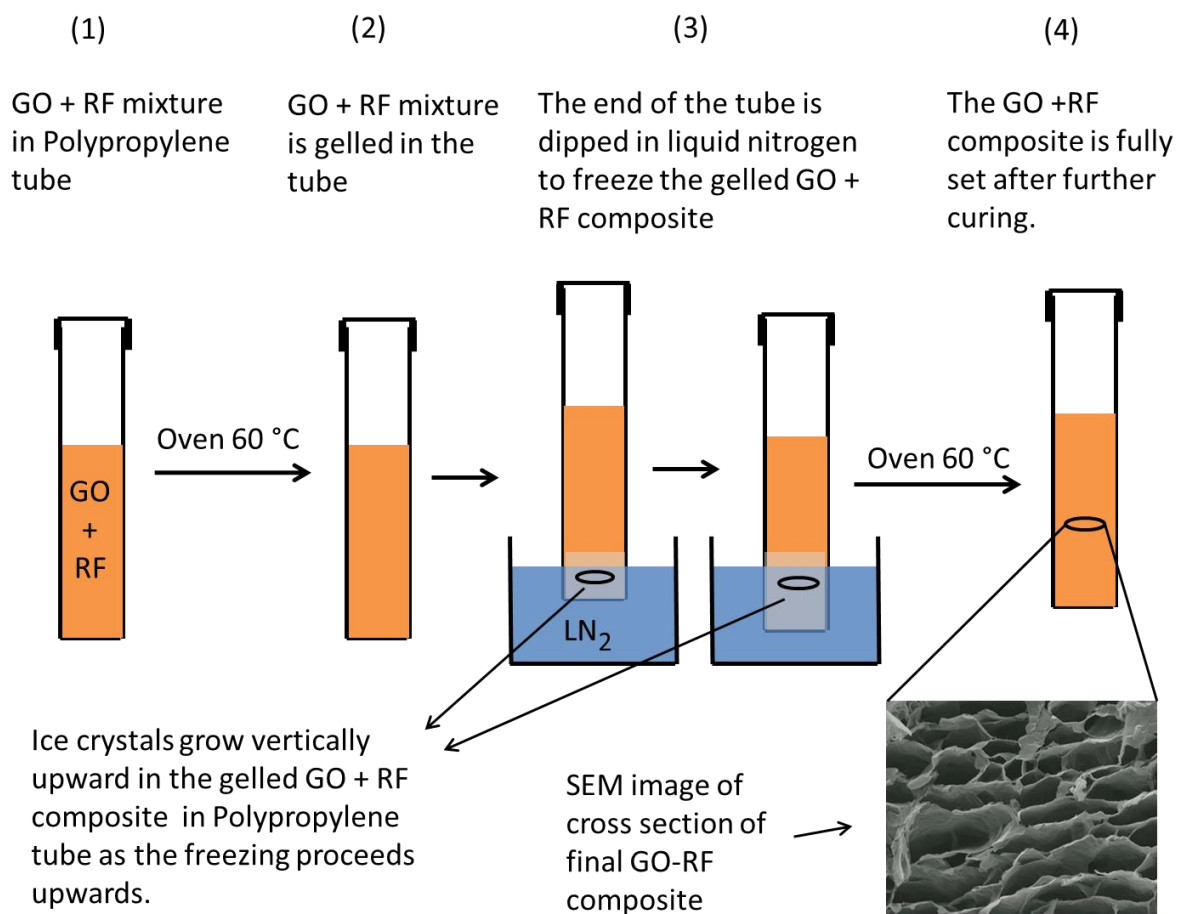 (1)
(2)
(3)
(4)
GO + RF mixture
in Polypropylene
tube
GO + RF mixture
is gelled in the
tube
The end of the tube is
dipped in liquid nitrogen
to freeze the gelled GO +
RF composite
The GO +RF
composite is fully
set after further
curing.
Oven 60 °C
Oven 60 °C
GO
+
RF
LN₂
Ice crystals grow vertically
upward in the gelled GO + RF
composite in Polypropylene
tube as the freezing proceeds
upwards.
SEM image of
cross section of
final GO-RF
composite